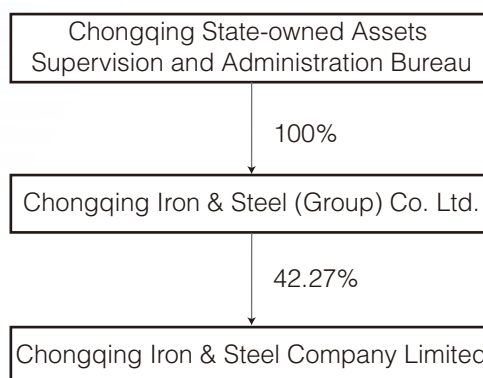 Chongqing State-owned Assets
Supervision and Administration Bureau
100%
Chongqing Iron & Steel (Group) Co. Ltd.
42.27%
Chongqing Iron & Steel Company Limited